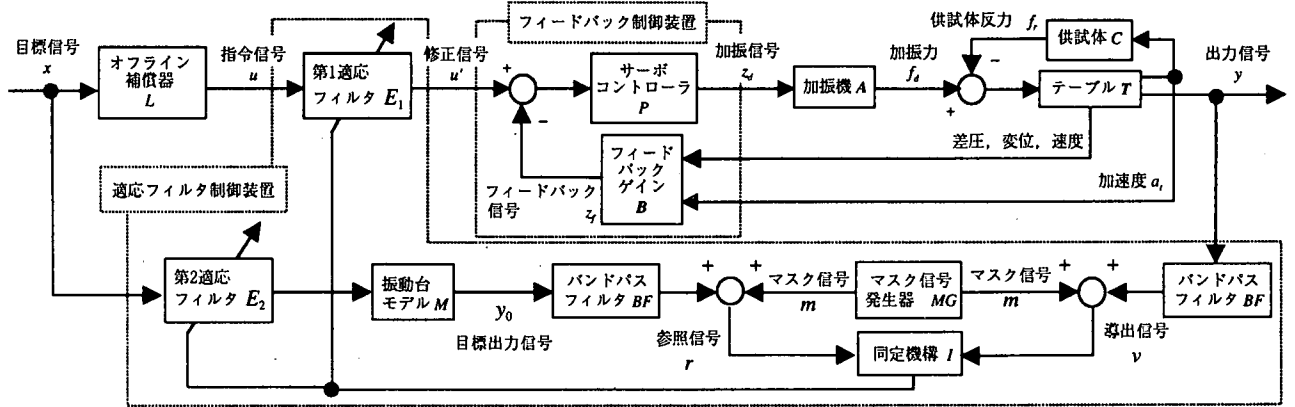 フィードバック制御装置
目標信号
x
オフライン
補償器
L
指令信号
u
第1適応
フィルタ E₁
修正信号
u'
+
−
サーボ
コントローラ
P
加振信号
z_d
加振機 A
加振力
f_d
供試体反力 f_r
供試体 C
−
+
テーブル T
出力信号
y
差圧，変位，速度
加速度 a_t
フィード
バック
ゲイン
B
フィードバック
信号
z_f
適応フィルタ制御装置
第2適応
フィルタ E₂
振動台
モデル M
y₀
目標出力信号
バンドパス
フィルタ BF
+
+
マスク信号
m
マスク信号
発生器 MG
マスク信号
m
+
+
バンドパス
フィルタ BF
参照信号
r
同定機構 I
導出信号
v